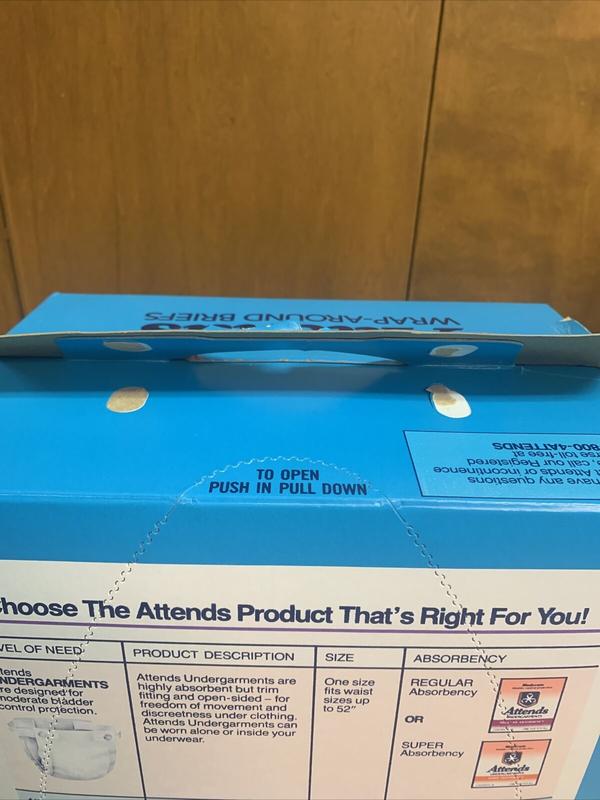 WRAP-AROUND BRIEFS
have any questions
t Attends or incontinence
, call our Registered
rse toll-free at
800-4ATTENDS
TO OPEN
PUSH IN PULL DOWN
Choose The Attends Product That's Right For You!
VEL OF NEED
PRODUCT DESCRIPTION
SIZE
ABSORBENCY
ttends
NDERGARMENTS
re designed for
moderate bladder
control protection.
Attends Undergarments are
highly absorbent but trim
fitting and open-sided – for
freedom of movement and
discreetness under clothing.
Attends Undergarments can
be worn alone or inside your
underwear.
One size
fits waist
sizes up
to 52"
REGULAR
Absorbency
OR
SUPER
Absorbency
Attends
UNDERGARMENTS
Attends